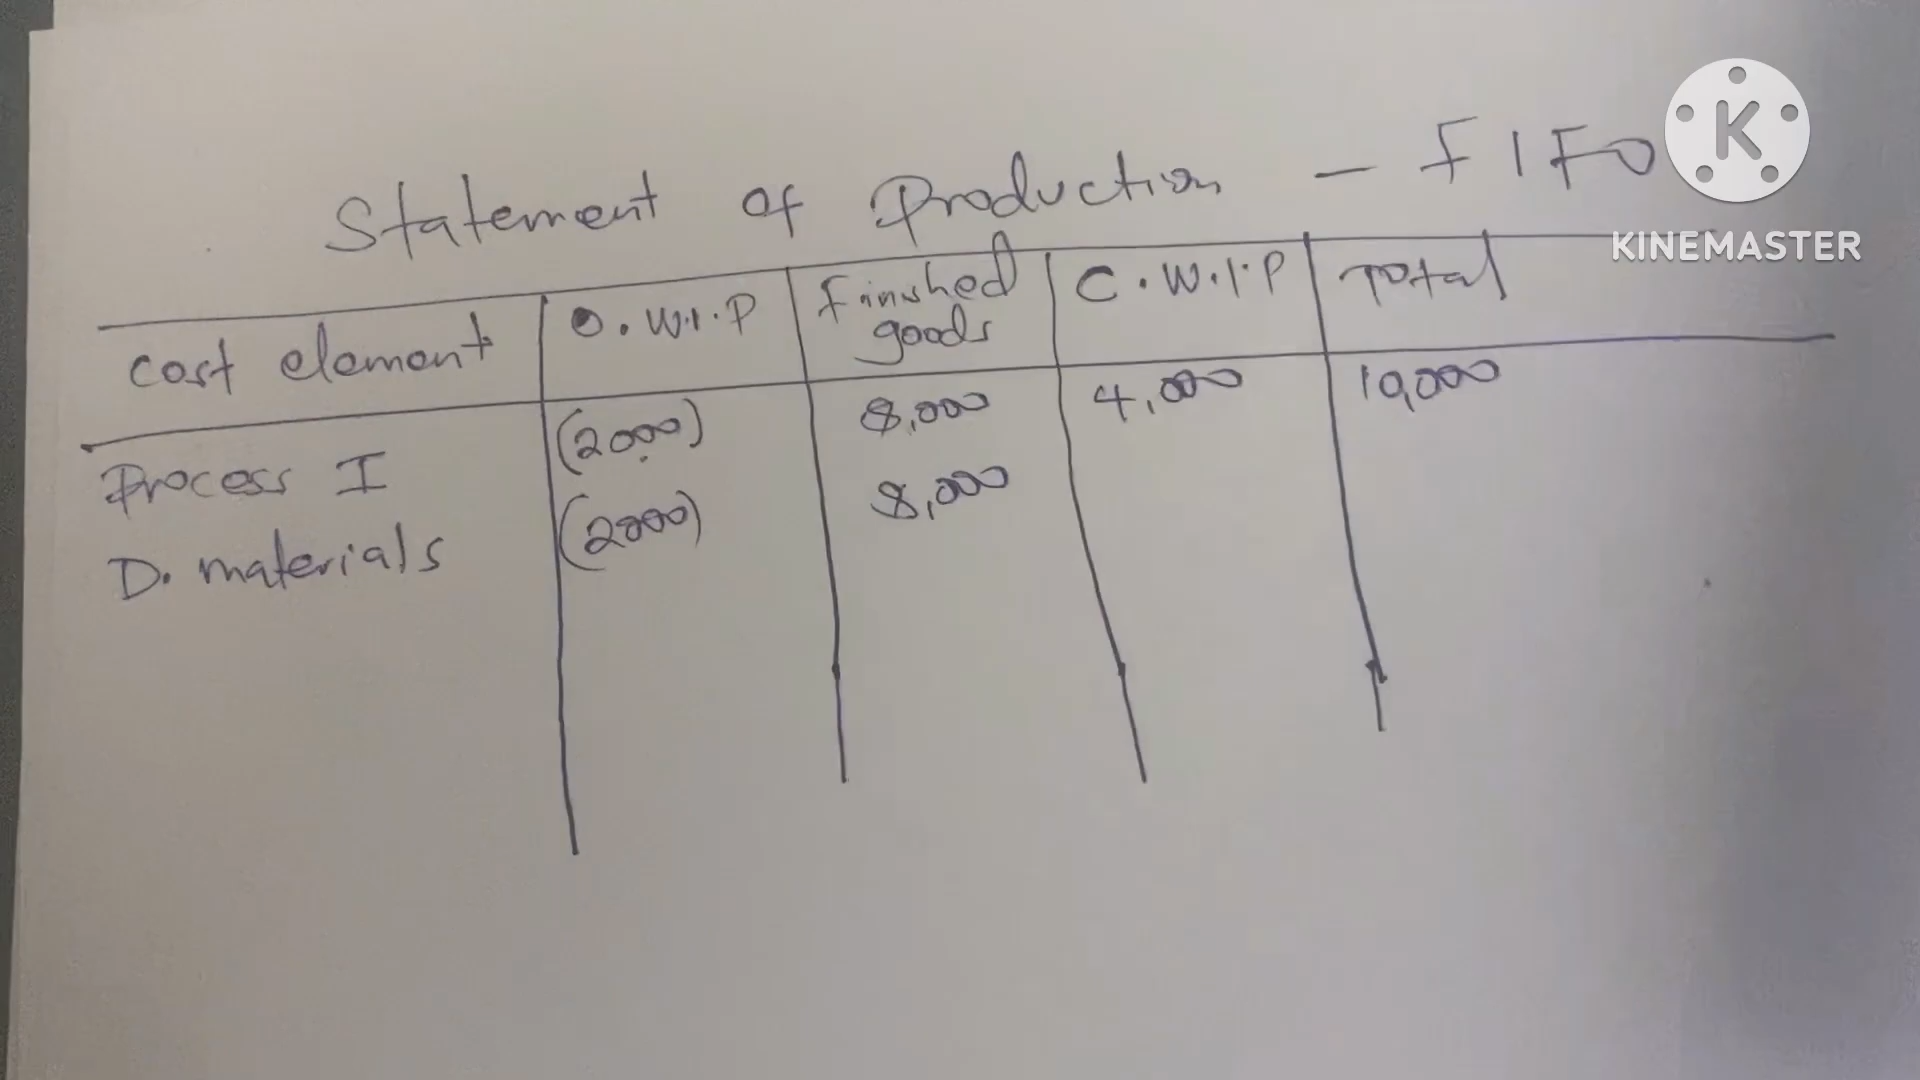 Statement of Production - FIFO
K
KINEMASTER
Cost element O.W.I.P Finished goods C.W.I.P Total
Process I (2000) 8,000 4,000 10,000
D. materials (2000) 8,000